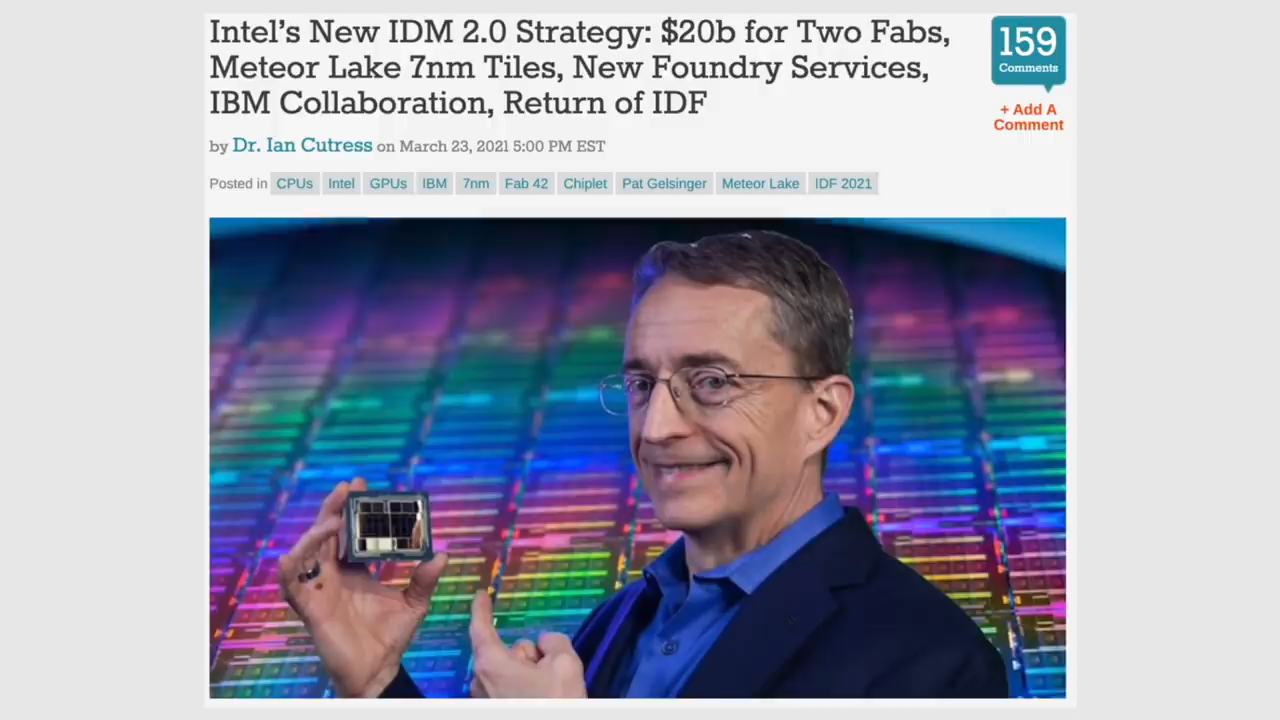 Intel’s New IDM 2.0 Strategy: $20b for Two Fabs,
Meteor Lake 7nm Tiles, New Foundry Services,
IBM Collaboration, Return of IDF
159
Comments
+ Add A
Comment
by Dr. Ian Cutress on March 23, 2021 5:00 PM EST
Posted in CPUs Intel GPUs IBM 7nm Fab 42 Chiplet Pat Gelsinger Meteor Lake IDF 2021